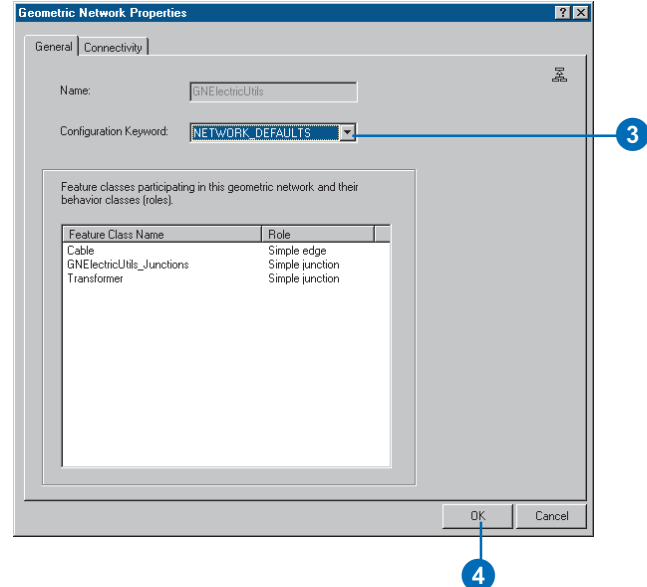 Geometric Network Properties
General Connectivity
Name: GNElectricUtils
Configuration Keyword: NETWORK_DEFAULTS
3
Feature classes participating in this geometric network and their
behavior classes (roles).
Feature Class Name Role
Cable Simple edge
GNElectricUtils_Junctions Simple junction
Transformer Simple junction
OK Cancel
4